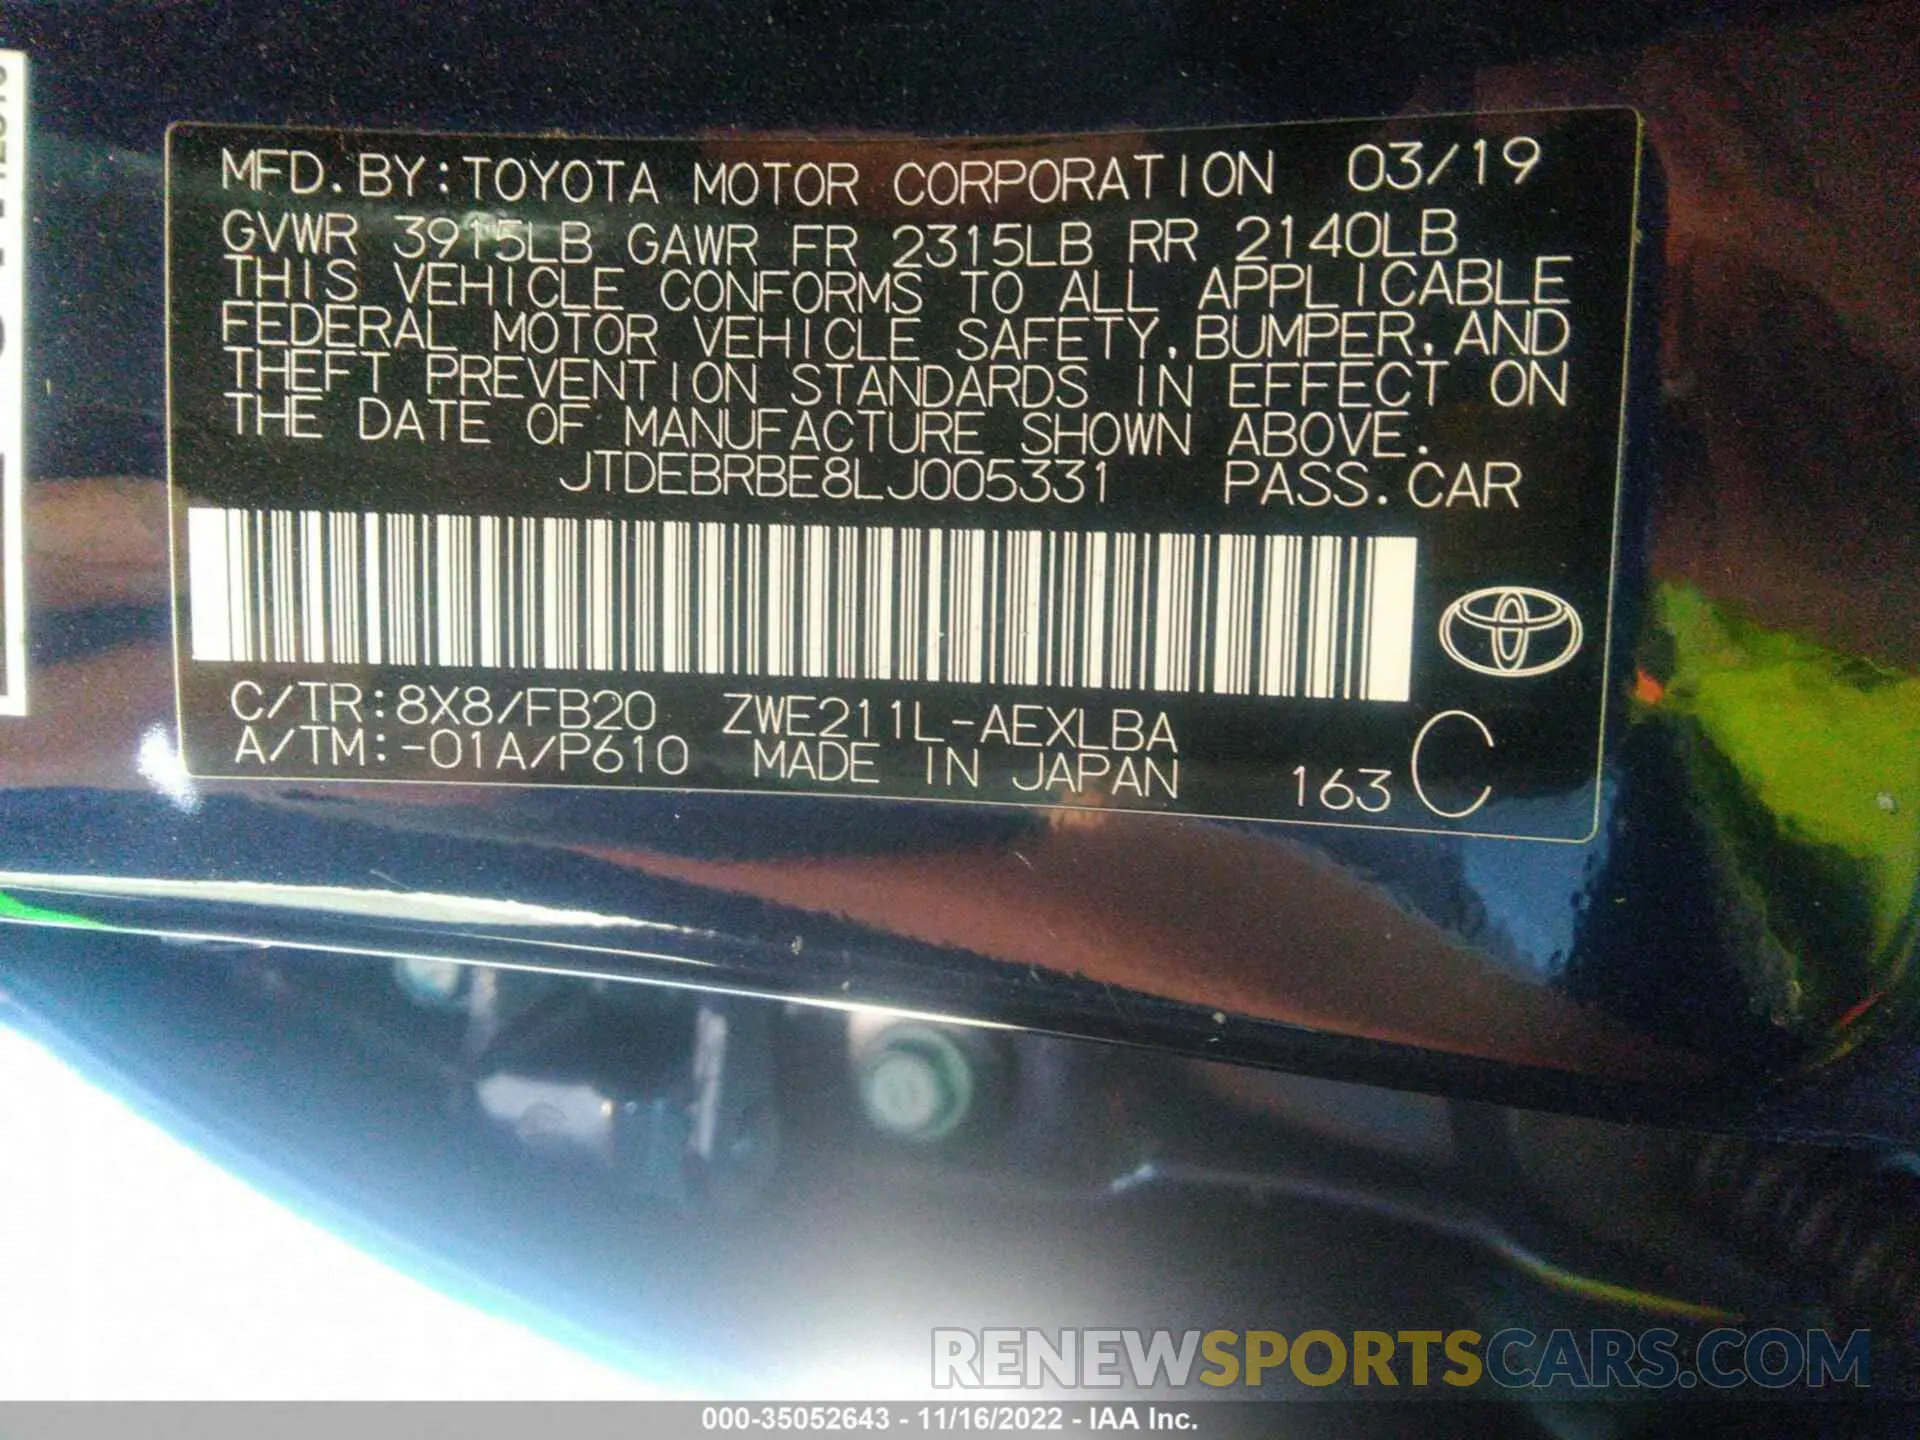 MFD.BY:TOYOTA MOTOR CORPORATION 03/19
GVWR 3915LB GAWR FR 2315LB RR 2140LB
THIS VEHICLE CONFORMS TO ALL APPLICABLE
FEDERAL MOTOR VEHICLE SAFETY,BUMPER,AND
THEFT PREVENTION STANDARDS IN EFFECT ON
THE DATE OF MANUFACTURE SHOWN ABOVE.
JTDEBRBE8LJ005331 PASS.CAR
C/TR:8X8/FB20 ZWE211L-AEXLBA
A/TM:-01A/P610 MADE IN JAPAN 163 C
RENEWSPORTSCARS.COM
000-35052643 - 11/16/2022 - IAA Inc.